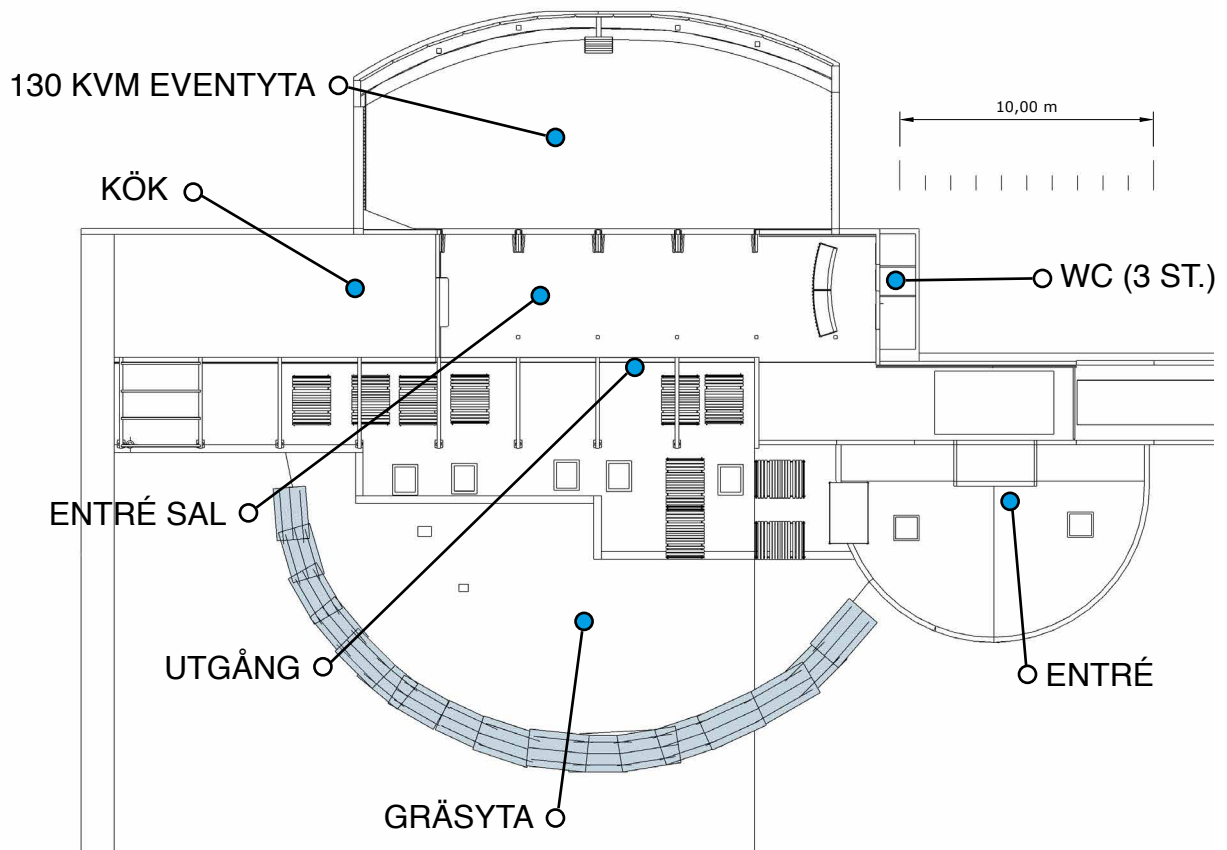 130 KVM EVENTYTA
10,00 m
KÖK
WC (3 ST.)
ENTRÉ SAL
UTGÅNG
ENTRÉ
GRÄSYTA